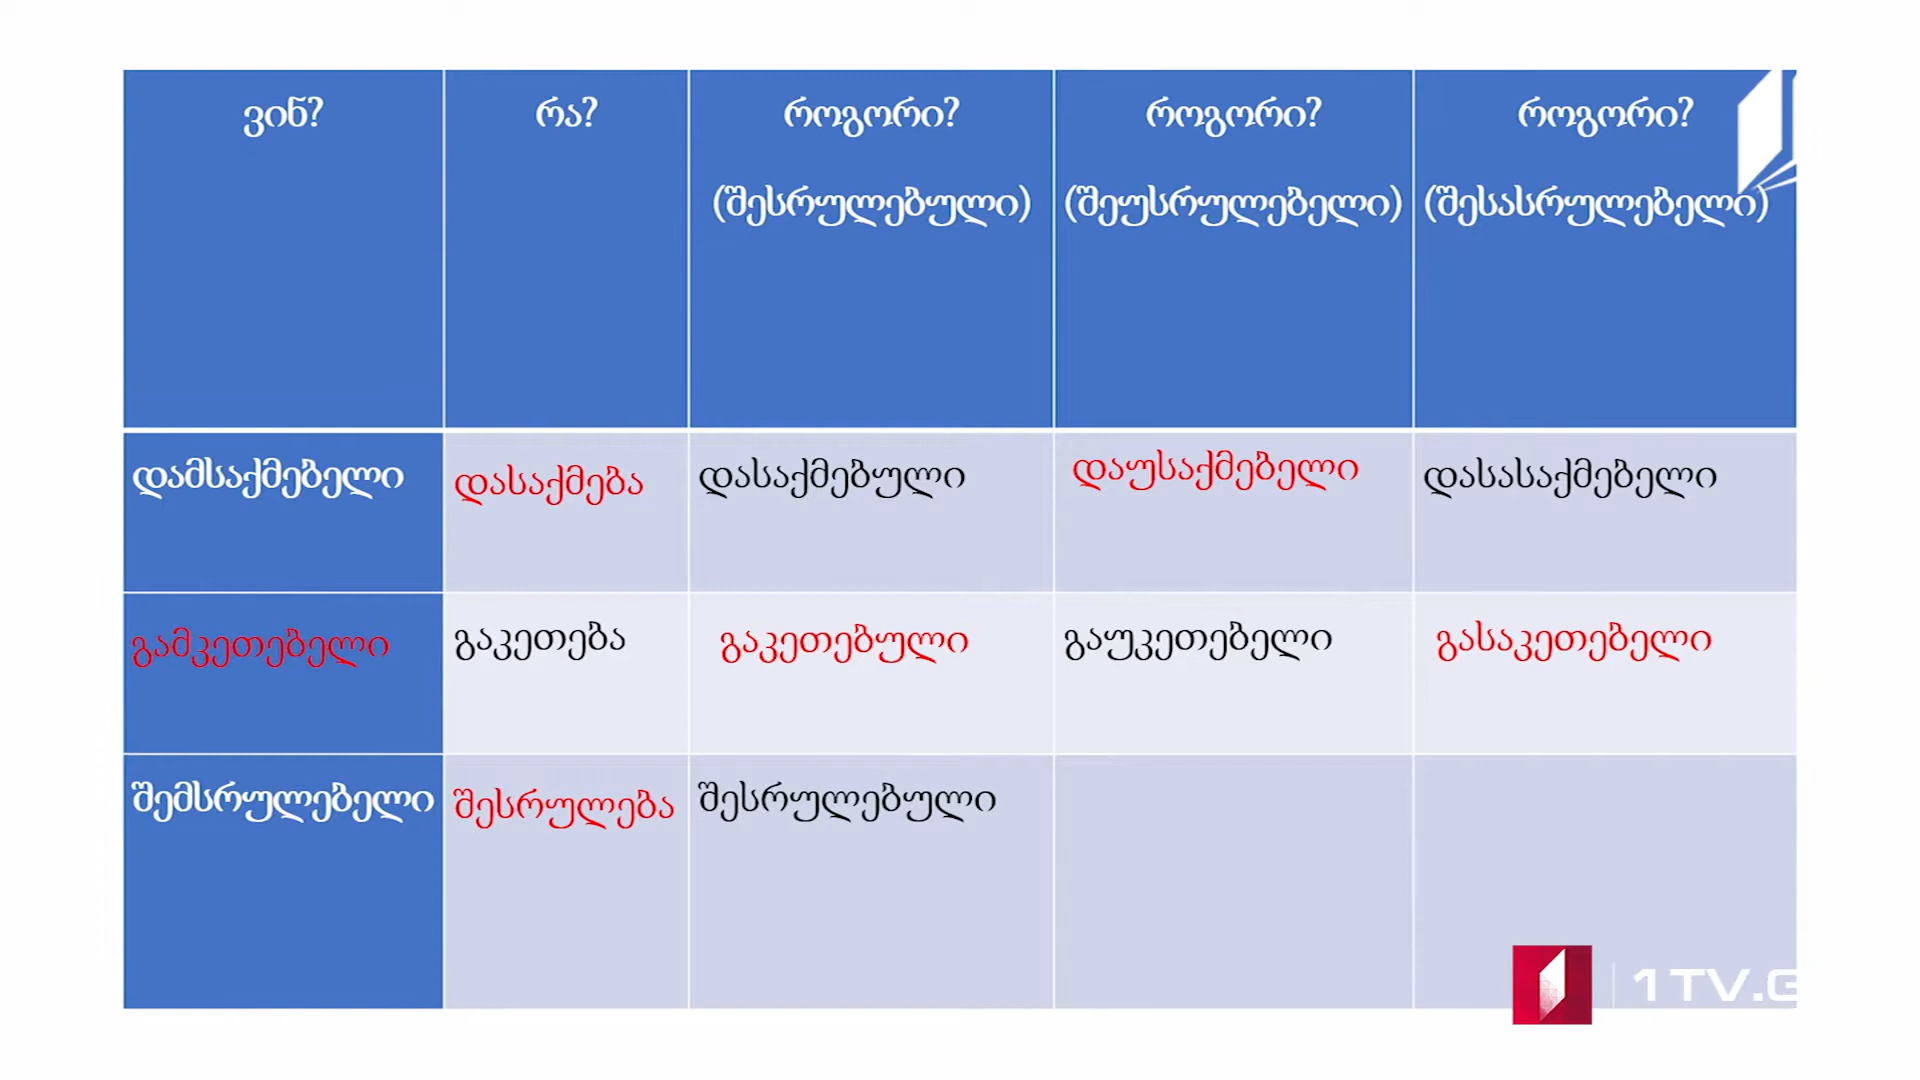 ვინ? რა? როგორი? როგორი? როგორი?
(შესრულებული) (შეუსრულებელი) (შესასრულებელი)
დამსაქმებელი დასაქმება დასაქმებული დაუსაქმებელი დასასაქმებელი
გამკეთებელი გაკეთება გაკეთებული გაუკეთებელი გასაკეთებელი
შემსრულებელი შესრულება შესრულებული
1TV.G